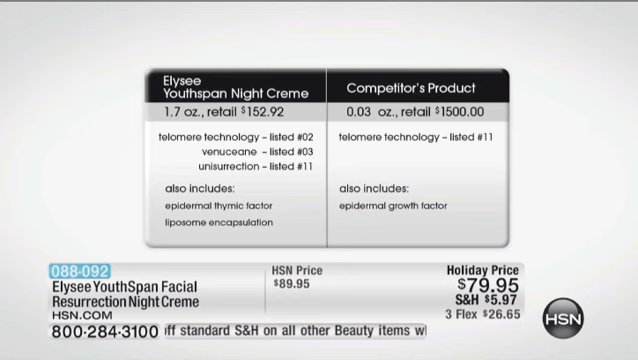 Elysee
Youthspan Night Creme
Competitor's Product
1.7 oz., retail $152.92
0.03 oz., retail $1500.00
telomere technology – listed #02
venuceane – listed #03
unisurrection – listed #11
telomere technology – listed #11
also includes:
epidermal thymic factor
liposome encapsulation
also includes:
epidermal growth factor
088-092
Elysee YouthSpan Facial
Resurrection Night Creme
HSN.COM
HSN Price
$89.95
Holiday Price
$79.95
S&H $5.97
3 Flex $26.65
800-284-3100 ff standard S&H on all other Beauty items w
HSN